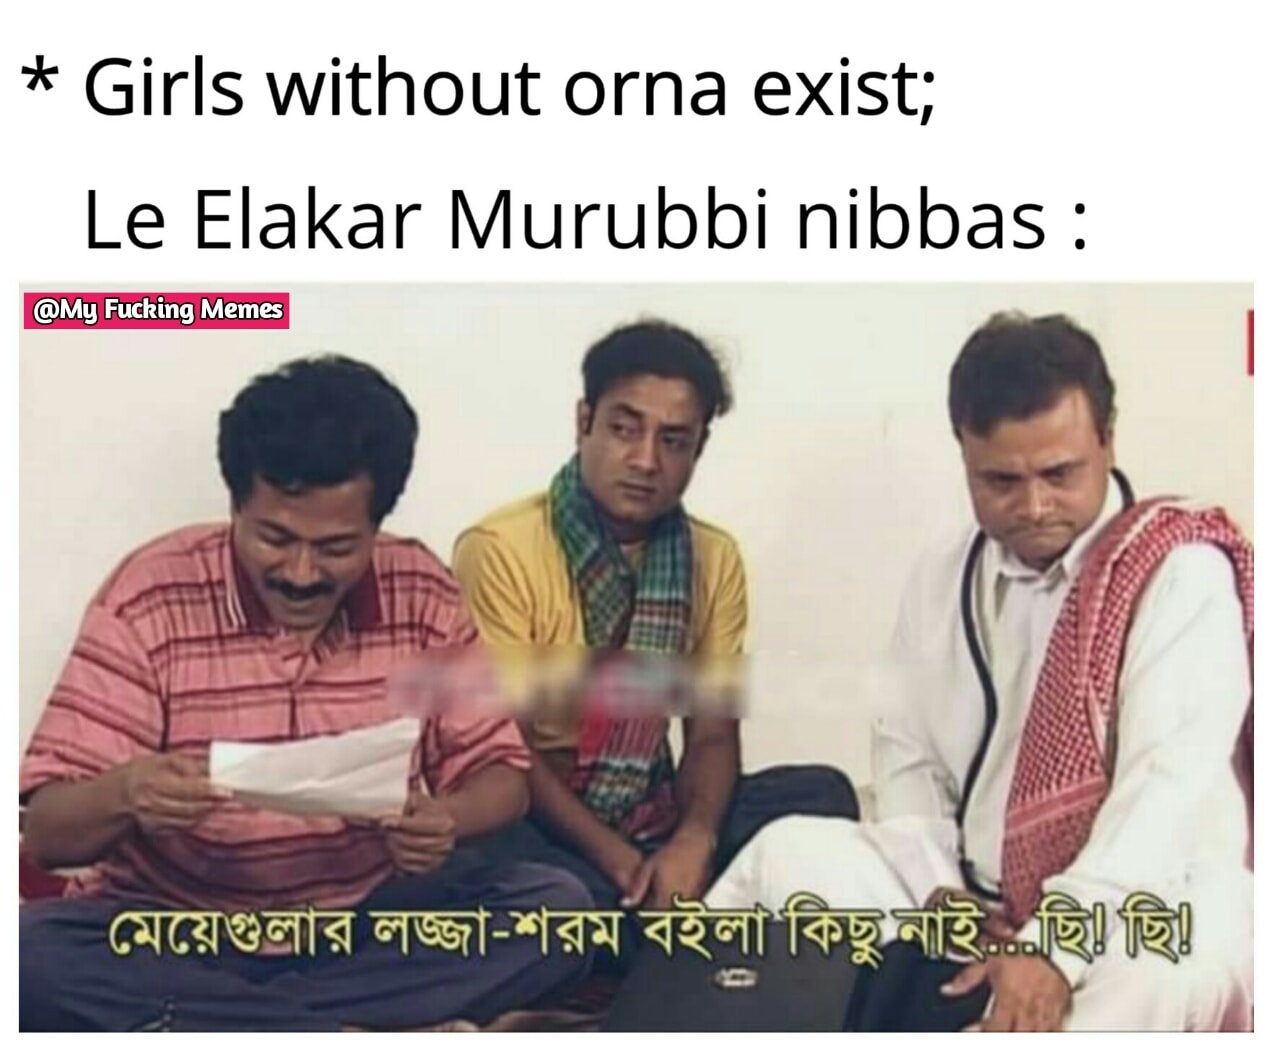 * Girls without orna exist;
Le Elakar Murubbi nibbas :
@My Fucking Memes
মেয়েগুলার লজ্জা-শরম বইলা কিছু নাই...ছি! ছি!